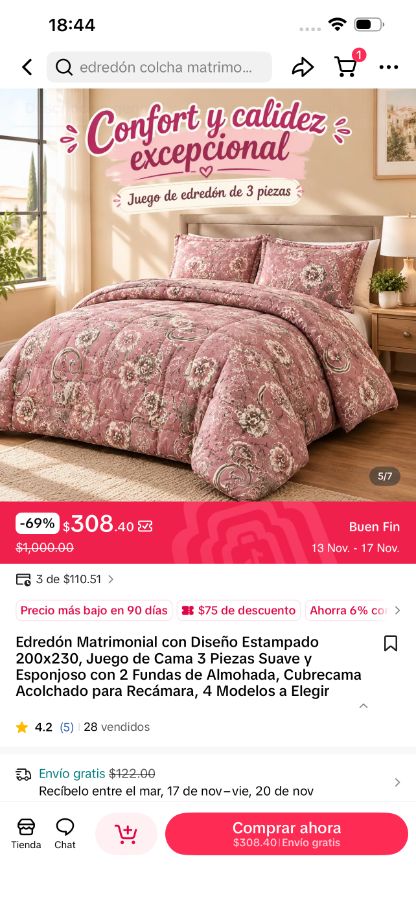 18:44
edredón colcha matrimo...
1
Confort y calidez
excepcional
Juego de edredón de 3 piezas
5/7
-69% $308.40
Buen Fin
$1,000.00
13 Nov. - 17 Nov.
3 de $110.51
Precio más bajo en 90 días
$75 de descuento
Ahorra 6% co
Edredón Matrimonial con Diseño Estampado
200x230, Juego de Cama 3 Piezas Suave y
Esponjoso con 2 Fundas de Almohada, Cubrecama
Acolchado para Recámara, 4 Modelos a Elegir
4.2 (5) 28 vendidos
Envío gratis $122.00
Recíbelo entre el mar, 17 de nov–vie, 20 de nov
Tienda
Chat
Comprar ahora
$308.40 | Envío gratis